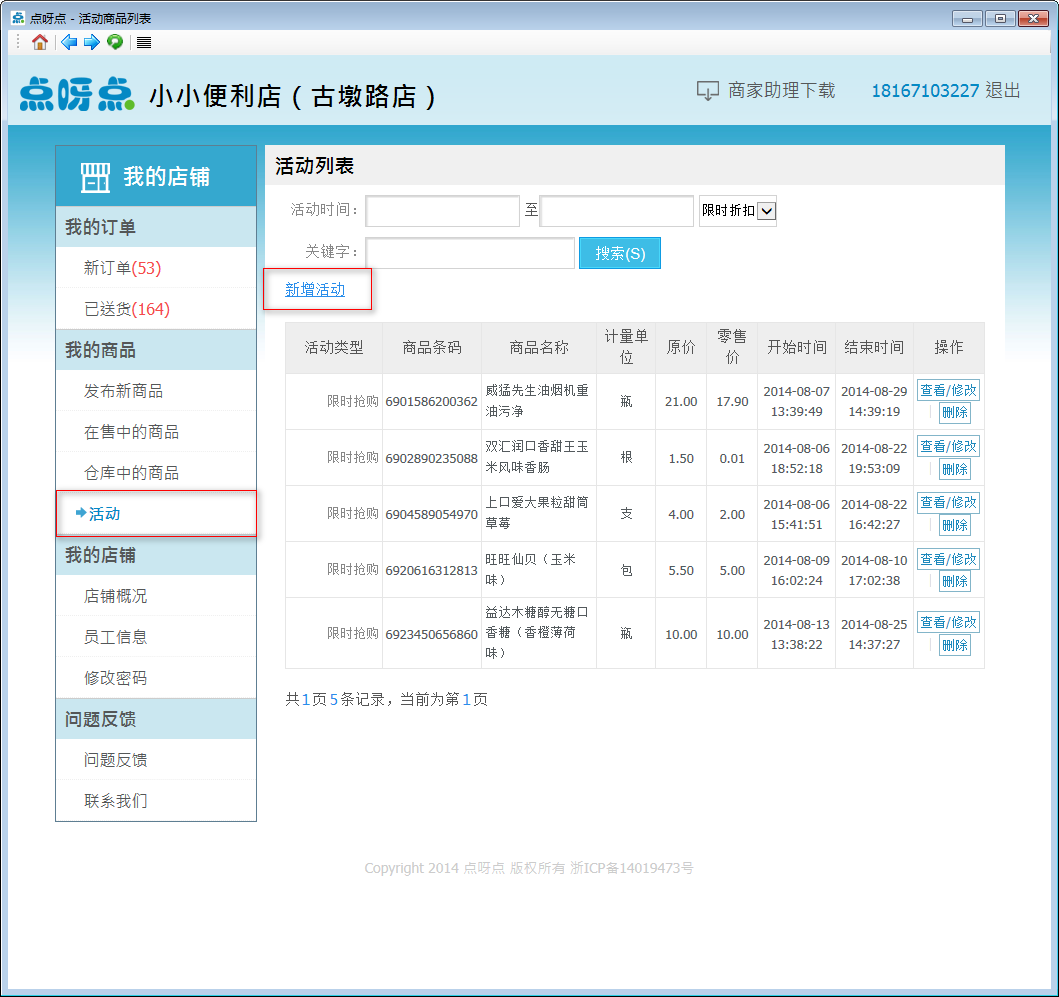 点呀点 - 活动商品列表
点呀点 小小便利店（古墩路店） 商家助理下载 18167103227 退出
我的店铺
我的订单
新订单(53)
已送货(164)
我的商品
发布新商品
在售中的商品
仓库中的商品
活动
我的店铺
店铺概况
员工信息
修改密码
问题反馈
问题反馈
联系我们
活动列表
活动时间： 至 限时折扣
关键字： 搜索(S)
新增活动
活动类型 商品条码 商品名称 计量单位 原价 零售价 开始时间 结束时间 操作
限时抢购 6901586200362 威猛先生油烟机重油污净 瓶 21.00 17.90 2014-08-07 13:39:49 2014-08-29 14:39:19 查看/修改 | 删除
限时抢购 6902890235088 双汇润口香甜王玉米风味香肠 根 1.50 0.01 2014-08-06 18:52:18 2014-08-22 19:53:09 查看/修改 | 删除
限时抢购 6904589054970 上口爱大果粒甜筒草莓 支 4.00 2.00 2014-08-06 15:41:51 2014-08-22 16:42:27 查看/修改 | 删除
限时抢购 6920616312813 旺旺仙贝（玉米味） 包 5.50 5.00 2014-08-09 16:02:24 2014-08-10 17:02:38 查看/修改 | 删除
限时抢购 6923450656860 益达木糖醇无糖口香糖（香橙薄荷味） 瓶 10.00 10.00 2014-08-13 13:38:22 2014-08-25 14:37:27 查看/修改 | 删除
共1页5条记录，当前为第1页
Copyright 2014 点呀点 版权所有 浙ICP备14019473号